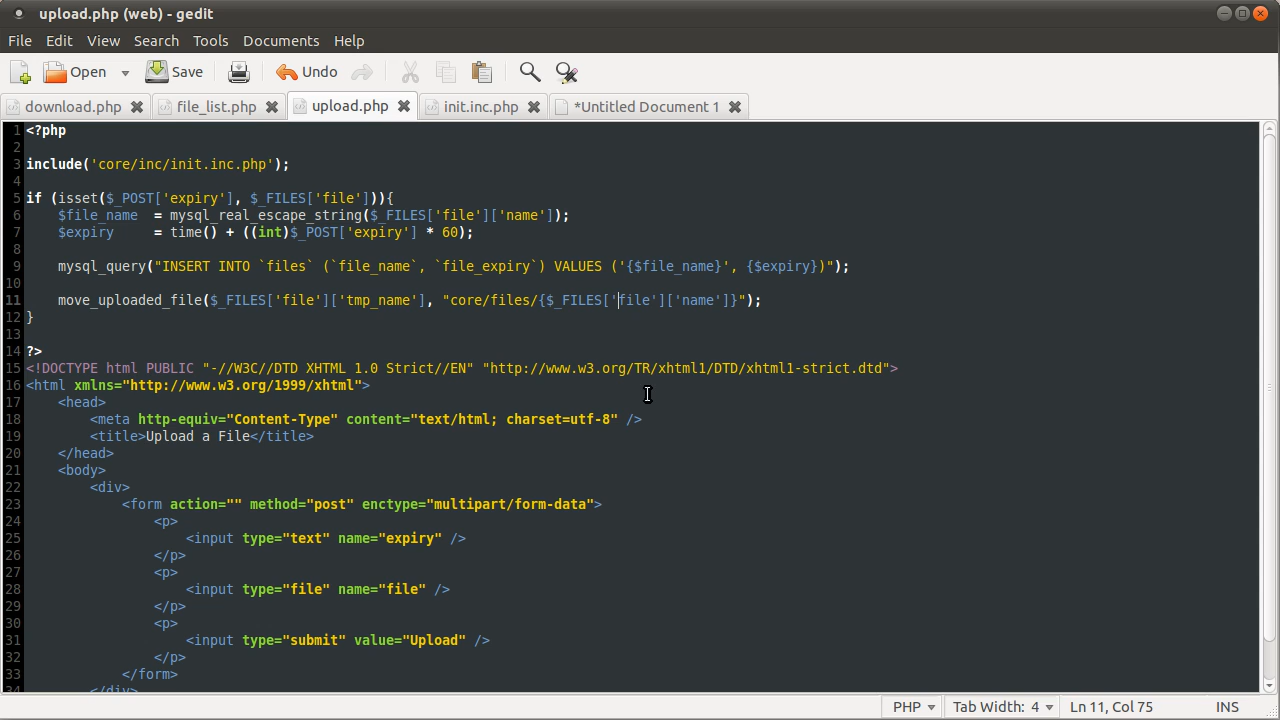 upload.php (web) - gedit
File Edit View Search Tools Documents Help
Open Save Undo
download.php file_list.php upload.php init.inc.php *Untitled Document 1
1 <?php
2
3 include('core/inc/init.inc.php');
4
5 if (isset($_POST['expiry'], $_FILES['file'])){
6     $file_name  = mysql_real_escape_string($_FILES['file']['name']);
7     $expiry     = time() + ((int)$_POST['expiry'] * 60);
8
9     mysql_query("INSERT INTO `files` (`file_name`, `file_expiry`) VALUES ('{$file_name}', {$expiry})");
10
11     move_uploaded_file($_FILES['file']['tmp_name'], "core/files/{$_FILES['file']['name']}");
12 }
13
14 ?>
15 <!DOCTYPE html PUBLIC "-//W3C//DTD XHTML 1.0 Strict//EN" "http://www.w3.org/TR/xhtml1/DTD/xhtml1-strict.dtd">
16 <html xmlns="http://www.w3.org/1999/xhtml">
17     <head>
18         <meta http-equiv="Content-Type" content="text/html; charset=utf-8" />
19         <title>Upload a File</title>
20     </head>
21     <body>
22         <div>
23             <form action="" method="post" enctype="multipart/form-data">
24                 <p>
25                     <input type="text" name="expiry" />
26                 </p>
27                 <p>
28                     <input type="file" name="file" />
29                 </p>
30                 <p>
31                     <input type="submit" value="Upload" />
32                 </p>
33             </form>
34         </div>
PHP Tab Width: 4 Ln 11, Col 75 INS